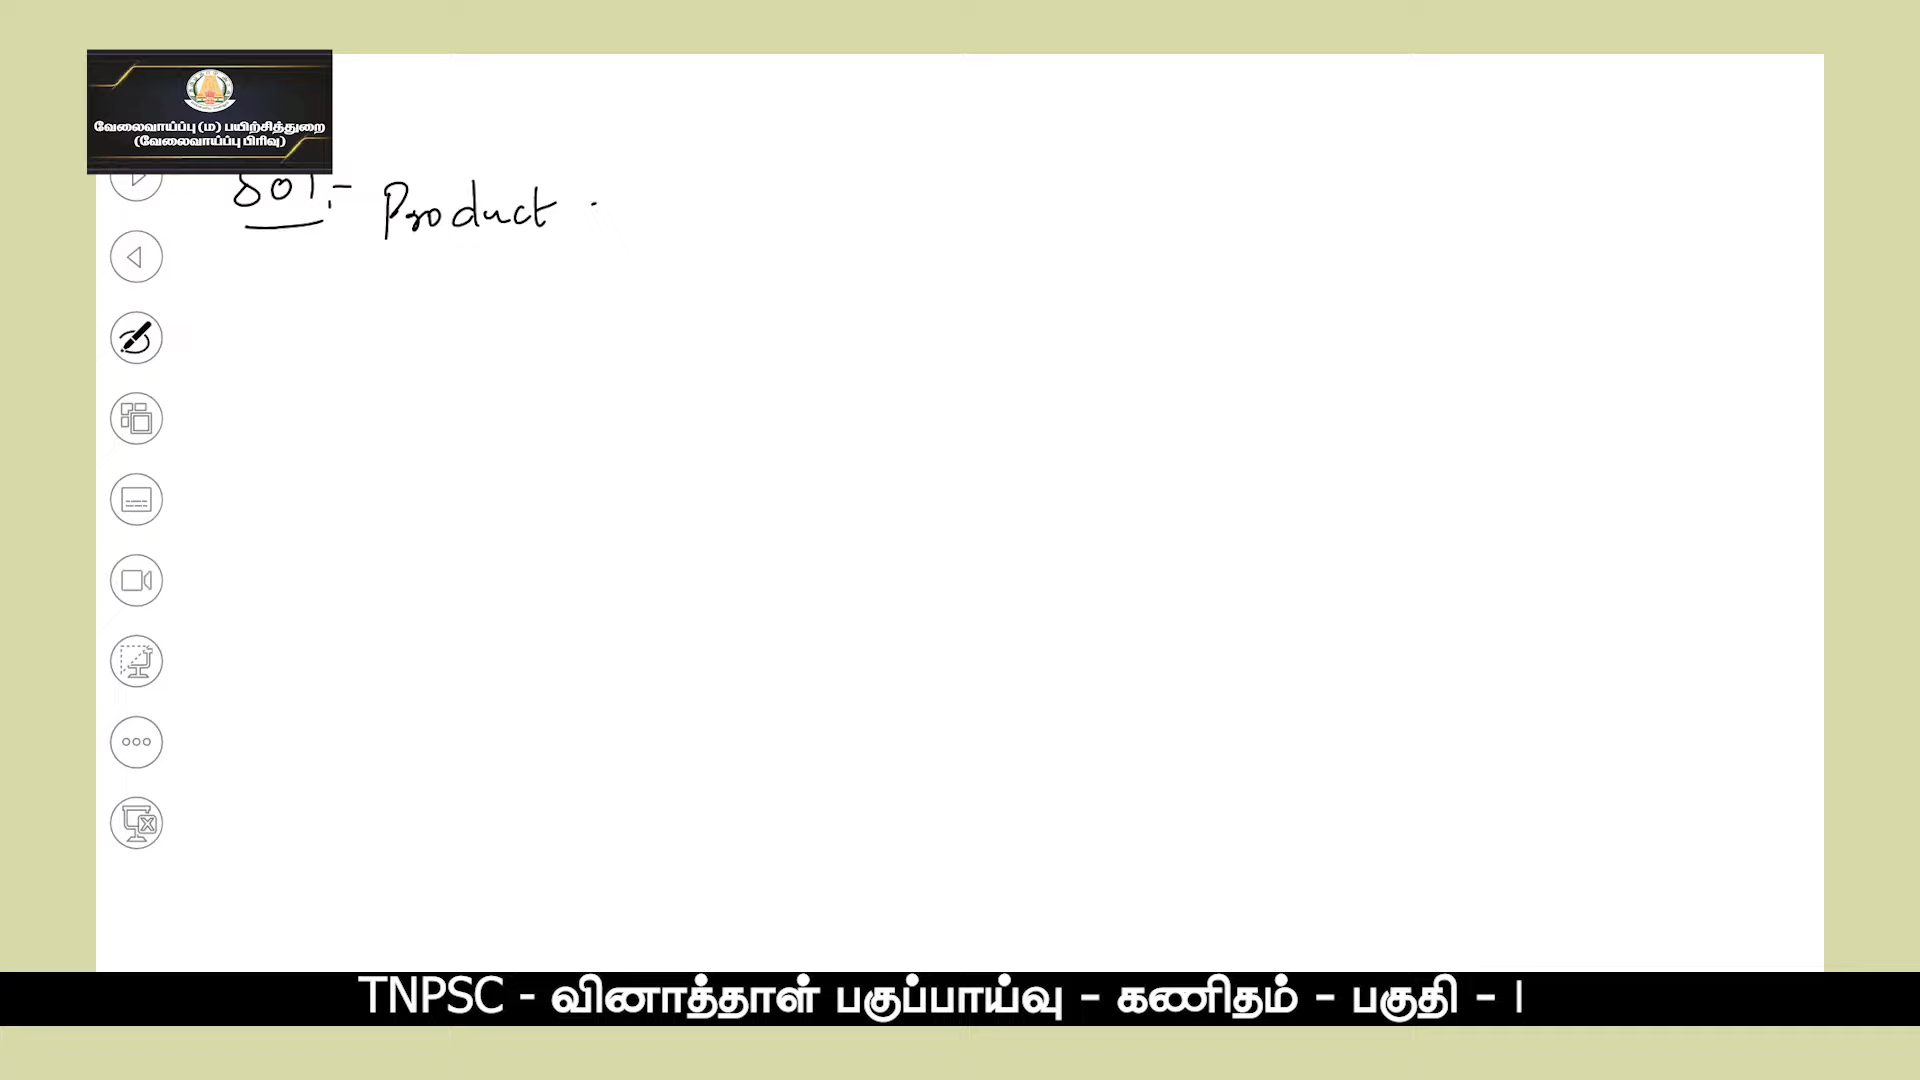 வேலைவாய்ப்பு (ம) பயிற்சித்துறை
(வேலைவாய்ப்பு பிரிவு)
Sol:- Product
TNPSC - வினாத்தாள் பகுப்பாய்வு – கணிதம் – பகுதி – I